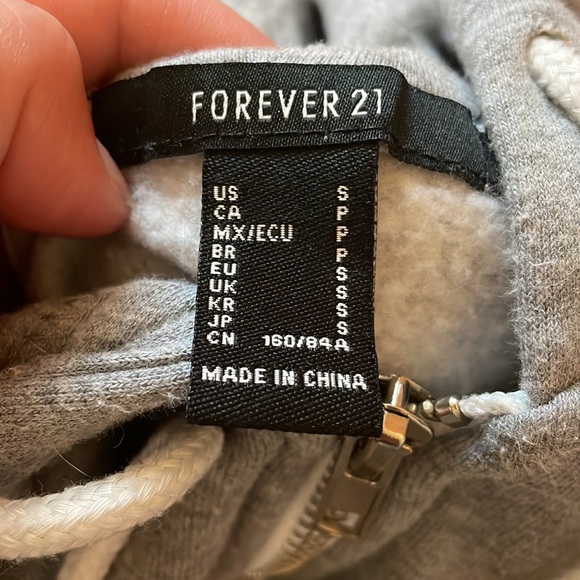 FOREVER 21
US S
CA P
MX/ECU P
BR P
EU S
UK S
KR S
JP S
CN 160/84A
MADE IN CHINA